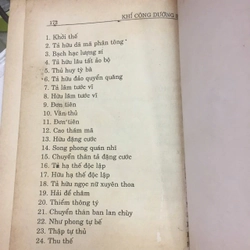 KHÍ CÔNG DƯỠNG
1. Khởi thế
2. Tả hữu dã mã phân tông
3. Bạch hạc lượng sí
4. Tả hữu lâu tất ảo bộ
5. Thủ huy tỳ bà
6. Tả hữu đảo quyển quăng
7. Tả lãm tước vĩ
8. Hữu lãm tước vĩ
9. Đơn tiên
10. Vân thủ
11. Đơn tiên
12. Cao thám mã
13. Hữu đặng cước
14. Song phong quán nhĩ
15. Chuyển thân tả đặng cước
16. Tả hạ thế độc lập
17. Hữu hạ thế độc lập
18. Tả hữu ngọc nữ xuyên thoa
19. Hải để châm
20. Thiểm thông tý
21. Chuyển thân ban lan chùy
22. Như phong tự bế
23. Thập tự thủ
24. Thu thế